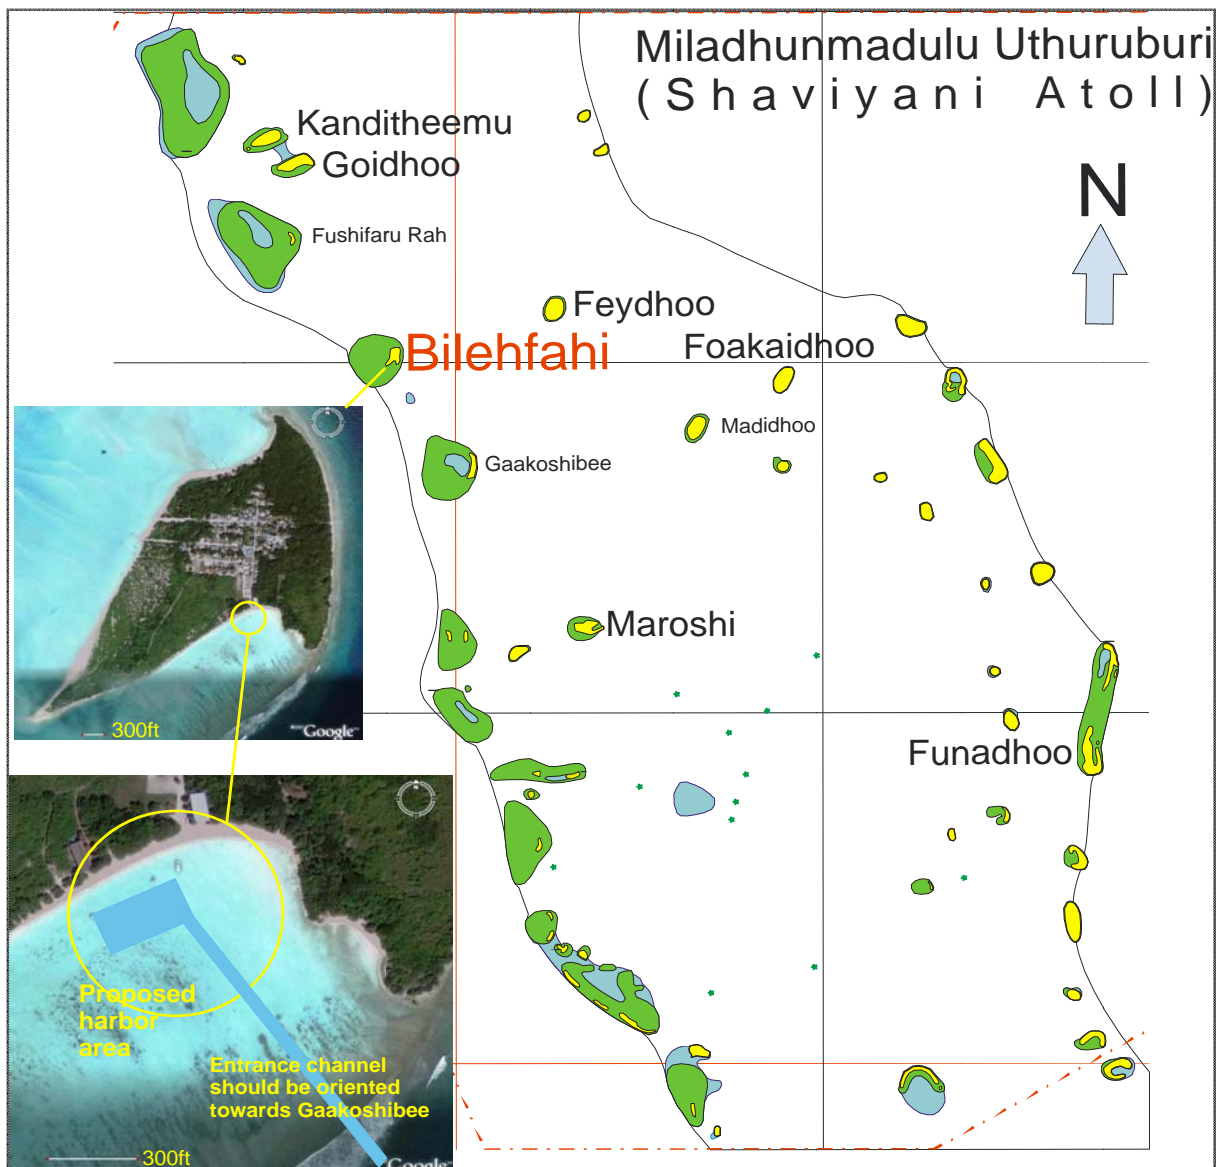 Miladhunmadulu Uthuruburi
(Shaviyani Atoll)
N
Kanditheemu
Goidhoo
Fushifaru Rah
Feydhoo
Bilehfahi
Foakaidhoo
Madidhoo
Gaakoshibee
Maroshi
Funadhoo
300ft
Google
Proposed
harbor
area
Entrance channel
should be oriented
towards Gaakoshibee
300ft
Google